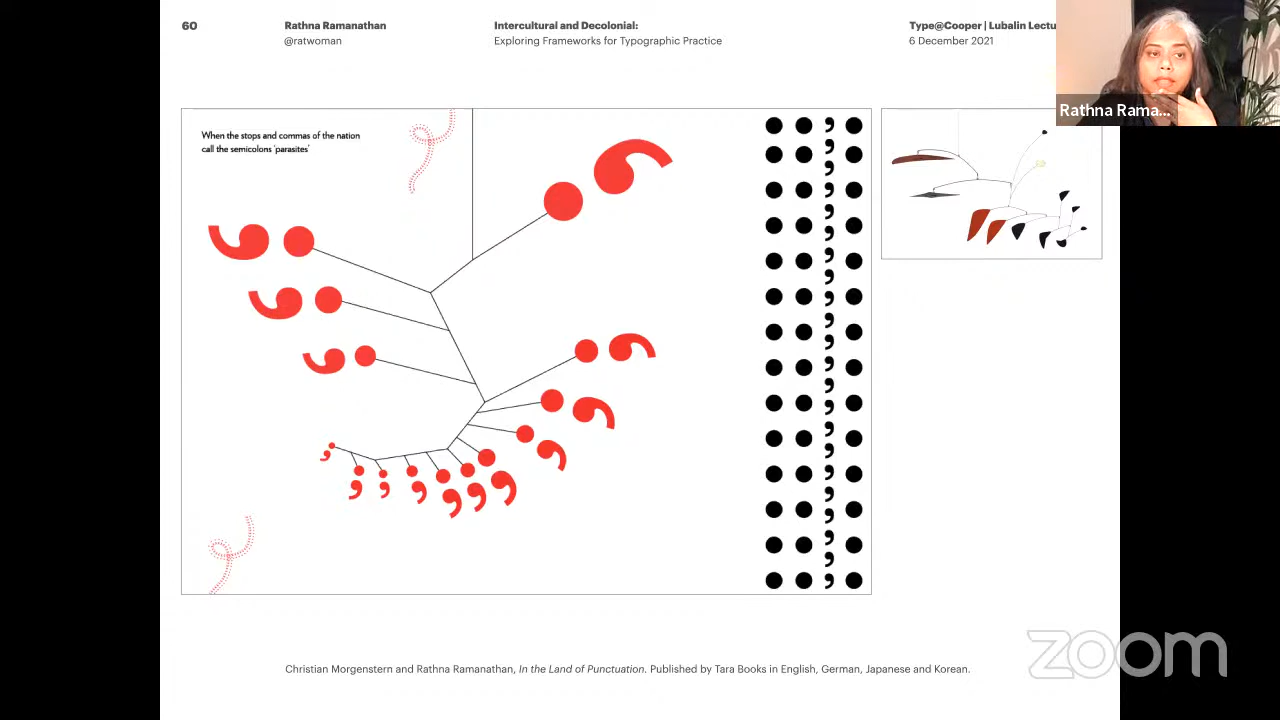 60
Rathna Ramanathan
@ratwoman
Intercultural and Decolonial:
Exploring Frameworks for Typographic Practice
Type@Cooper | Lubalin Lectu
6 December 2021
Rathna Rama...
When the stops and commas of the nation
call the semicolons 'parasites'
Christian Morgenstern and Rathna Ramanathan, In the Land of Punctuation. Published by Tara Books in English, German, Japanese and Korean.
zoom